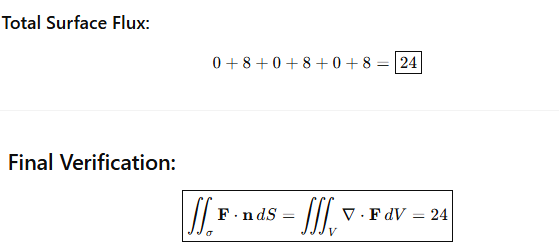 Total Surface Flux:
0 + 8 + 0 + 8 + 0 + 8 = 24
Final Verification:
∬_σ F · n dS = ∭_V ∇ · F dV = 24